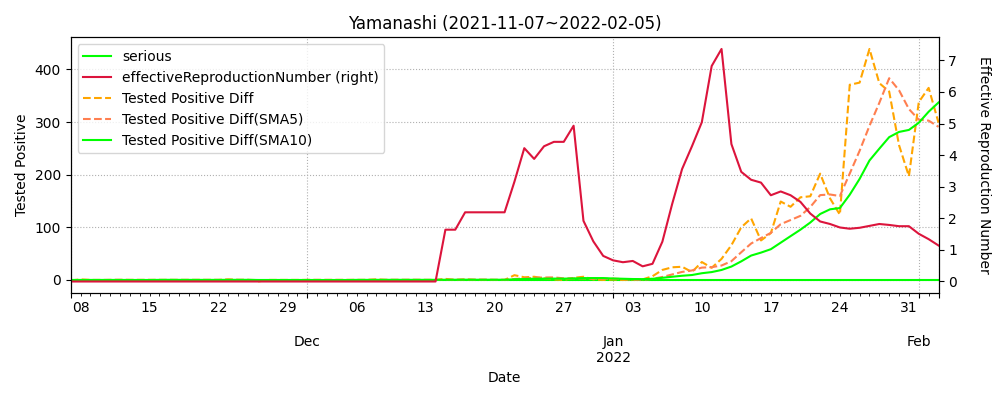 Yamanashi (2021-11-07~2022-02-05)
serious
effectiveReproductionNumber (right)
Tested Positive Diff
Tested Positive Diff(SMA5)
Tested Positive Diff(SMA10)
Tested Positive
400
300
200
100
0
Effective Reproduction Number
7
6
5
4
3
2
1
0
08 15 22 29 06 13 20 27 03 10 17 24 31
Dec Jan Feb
2022
Date